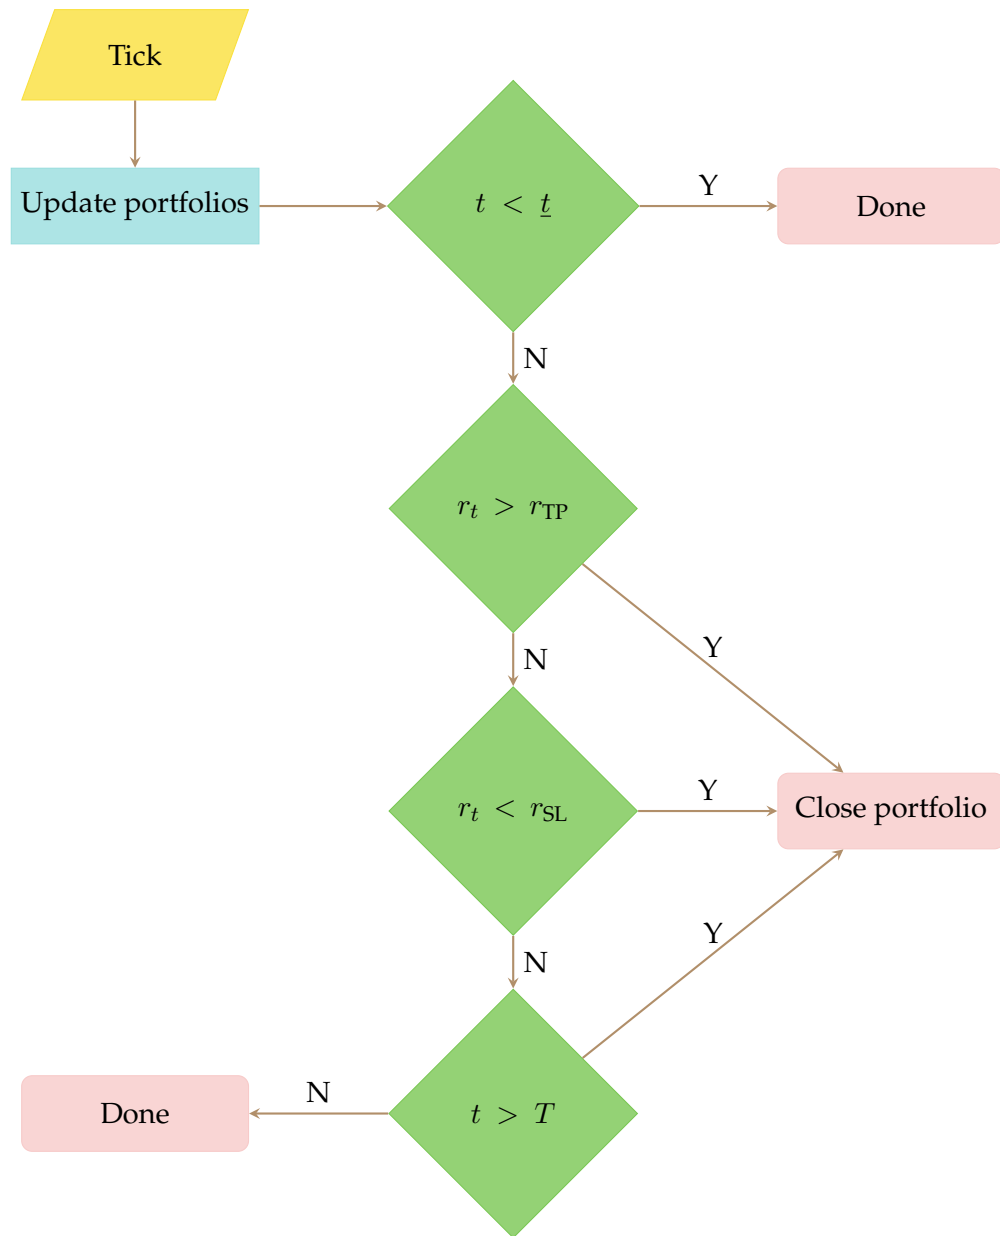 Tick
Update portfolios
t < t̲
Y
Done
N
r_t > r_TP
Y
N
r_t < r_SL
Y
Close portfolio
N
Y
t > T
N
Done